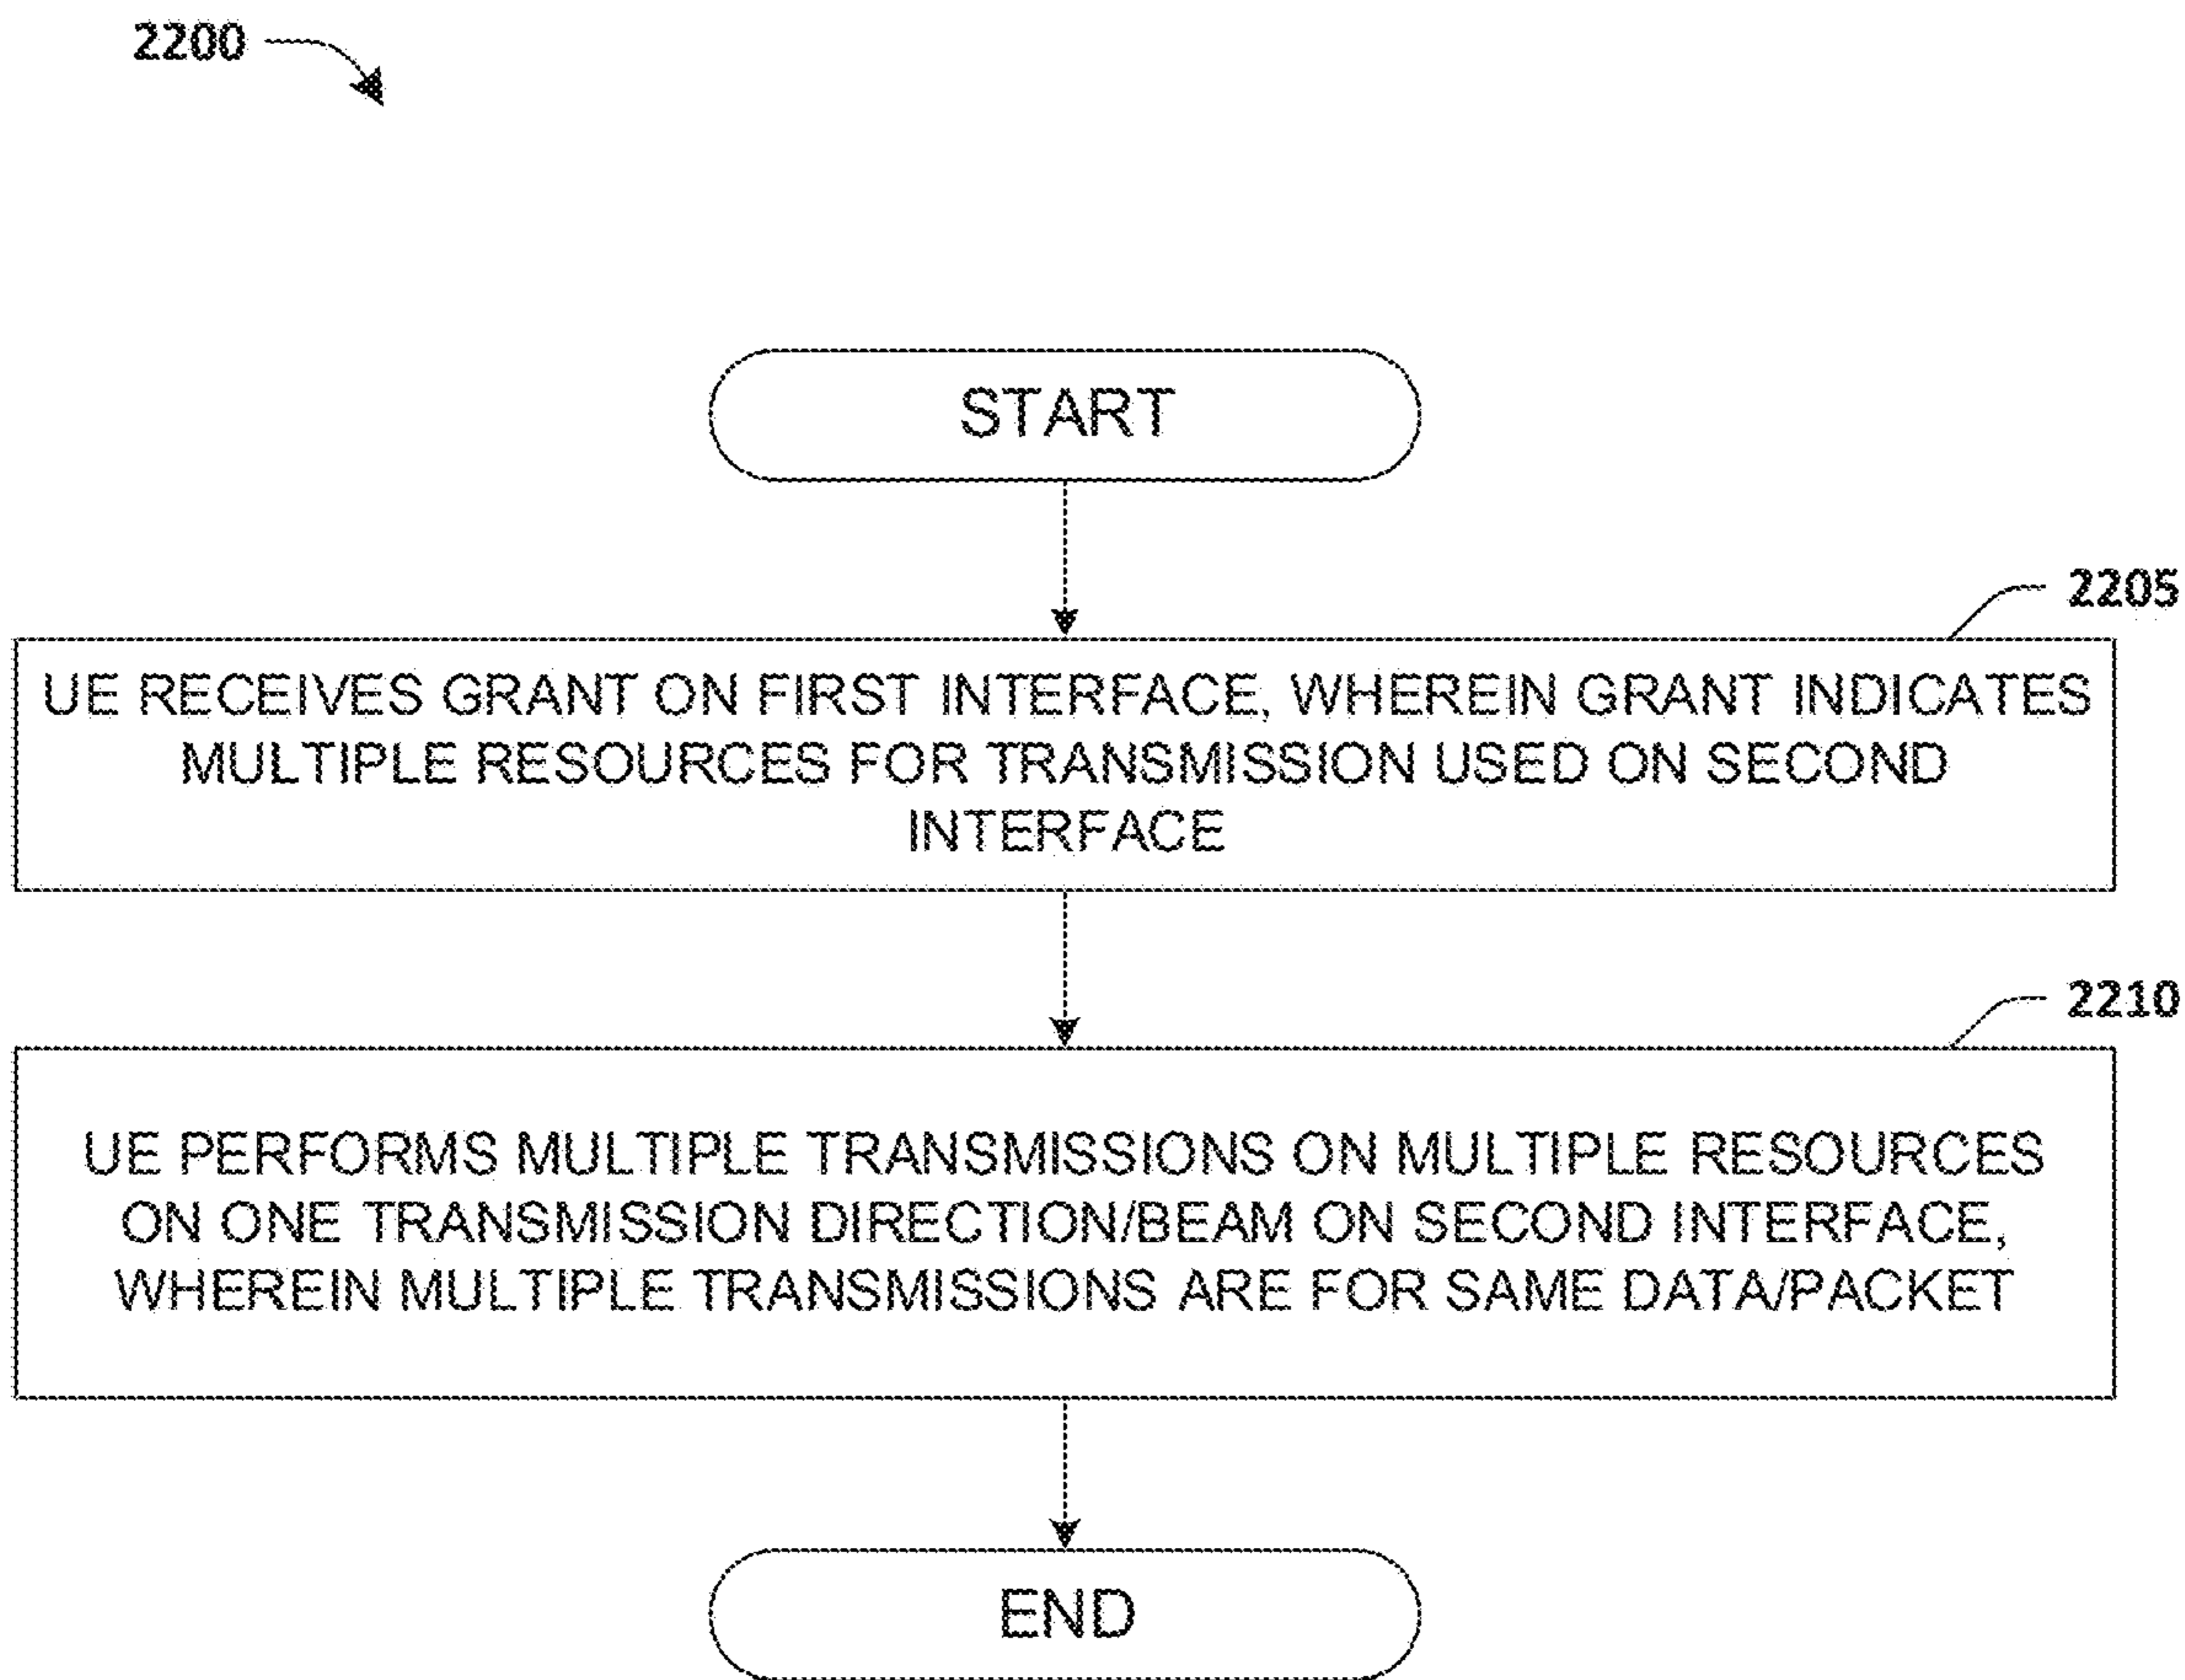 2200
START
2205
UE RECEIVES GRANT ON FIRST INTERFACE, WHEREIN GRANT INDICATES
MULTIPLE RESOURCES FOR TRANSMISSION USED ON SECOND
INTERFACE
2210
UE PERFORMS MULTIPLE TRANSMISSIONS ON MULTIPLE RESOURCES
ON ONE TRANSMISSION DIRECTION/BEAM ON SECOND INTERFACE,
WHEREIN MULTIPLE TRANSMISSIONS ARE FOR SAME DATA/PACKET
END